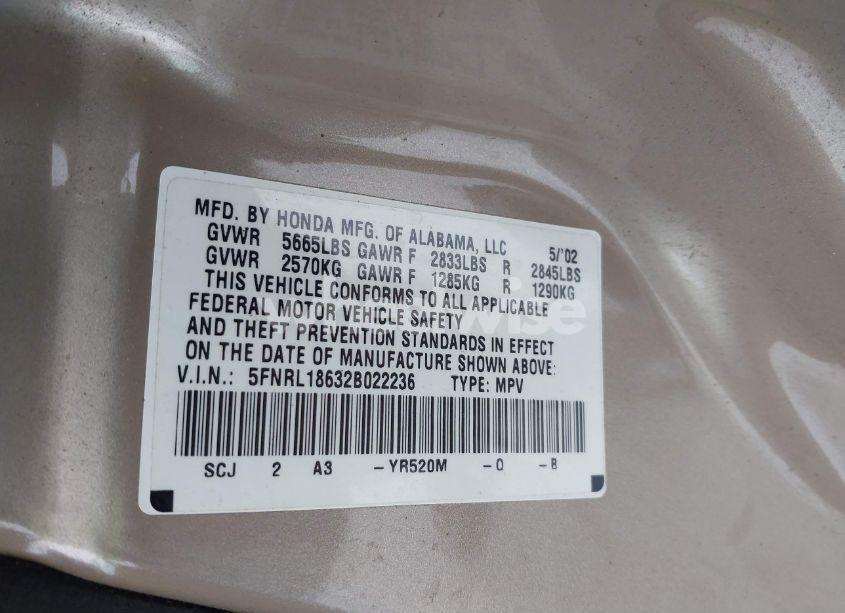 MFD. BY HONDA MFG. OF ALABAMA, LLC 5/'02
GVWR 5665LBS GAWR F 2833LBS R 2845LBS
GVWR 2570KG GAWR F 1285KG R 1290KG
THIS VEHICLE CONFORMS TO ALL APPLICABLE
FEDERAL MOTOR VEHICLE SAFETY
AND THEFT PREVENTION STANDARDS IN EFFECT
ON THE DATE OF MANUFACTURE SHOWN ABOVE:
V.I.N.: 5FNRL18632B022236 TYPE: MPV
SCJ 2 A3 -YR520M -O -B